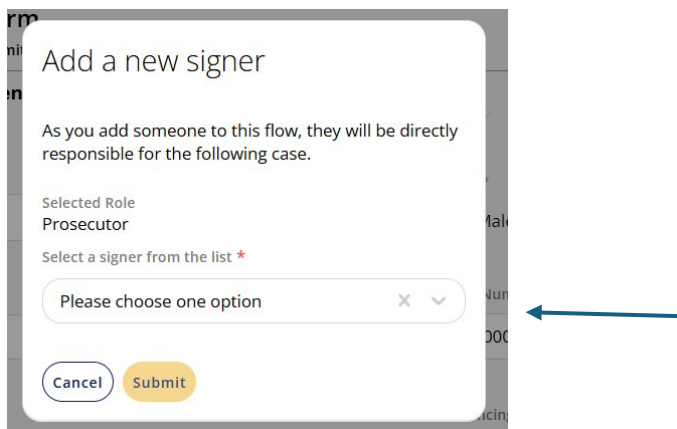 rm
Add a new signer
As you add someone to this flow, they will be directly
responsible for the following case.
Selected Role
Prosecutor
Select a signer from the list *
Please choose one option
Cancel
Submit